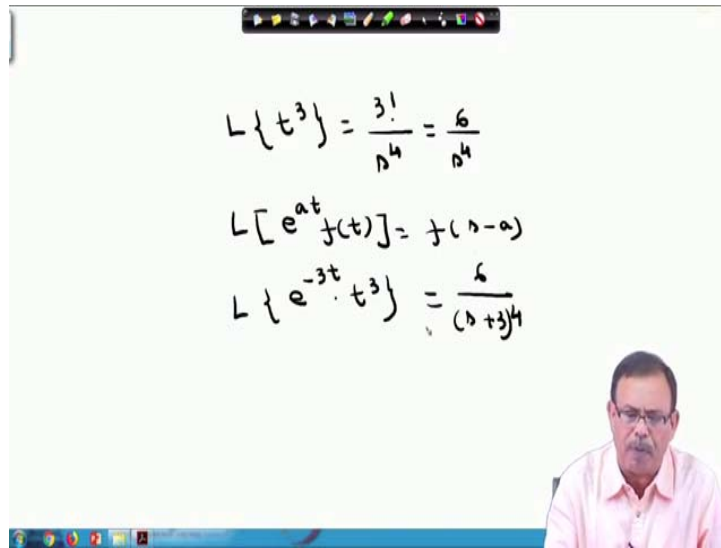 L{t³} = 3!/s⁴ = 6/s⁴
L[e^{at} f(t)] = f(s-a)
L{e^{-3t} · t³} = 6/(s+3)⁴